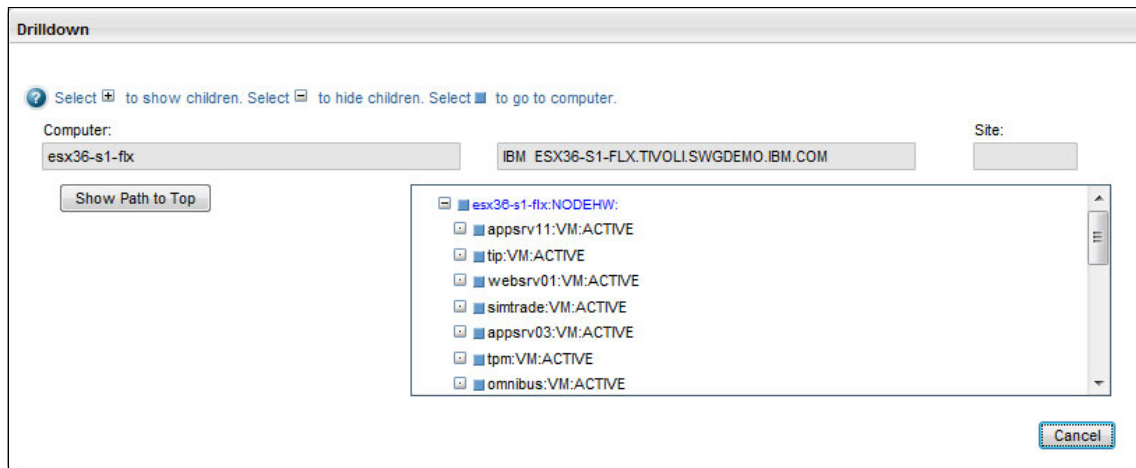 Drilldown
Select + to show children. Select - to hide children. Select to go to computer.
Computer:
Site:
esx36-s1-flx
IBM ESX36-S1-FLX.TIVOLI.SWGDEMO.IBM.COM
Show Path to Top
esx36-s1-flx:NODEHW:
appsrv11:VM:ACTIVE
tip:VM:ACTIVE
websrv01:VM:ACTIVE
simtrade:VM:ACTIVE
appsrv03:VM:ACTIVE
tpm:VM:ACTIVE
omnibus:VM:ACTIVE
Cancel